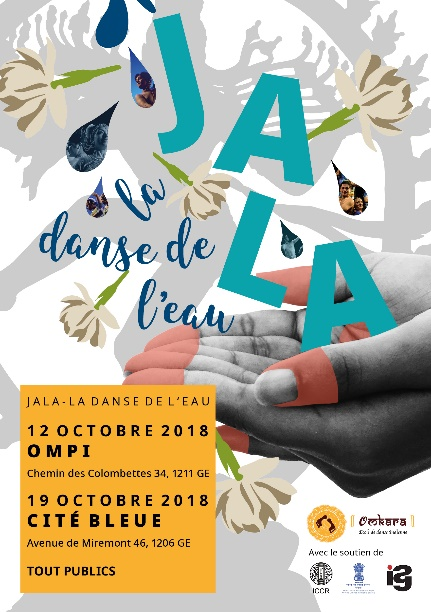 JALA
la
danse de
l'eau
JALA-LA DANSE DE L'EAU
12 OCTOBRE 2018
OMPI
Chemin des Colombettes 34, 1211 GE
19 OCTOBRE 2018
CITÉ BLEUE
Avenue de Miremont 46, 1206 GE
TOUT PUBLICS
Omkara
Avec le soutien de
ICCR